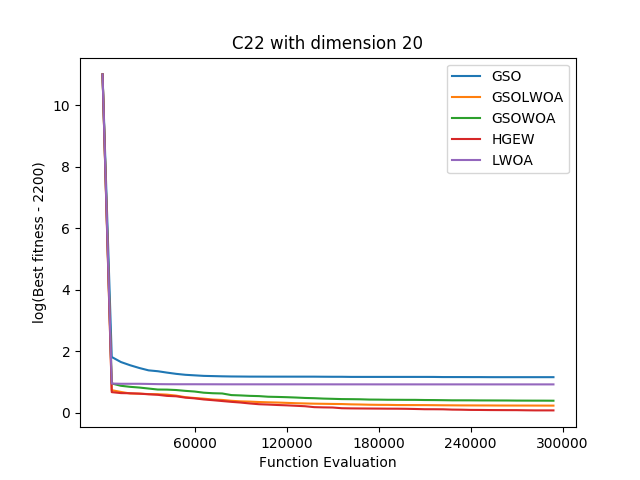 C22 with dimension 20
log(Best fitness - 2200)
10
8
6
4
2
0
GSO
GSOLWOA
GSOWOA
HGEW
LWOA
60000 120000 180000 240000 300000
Function Evaluation